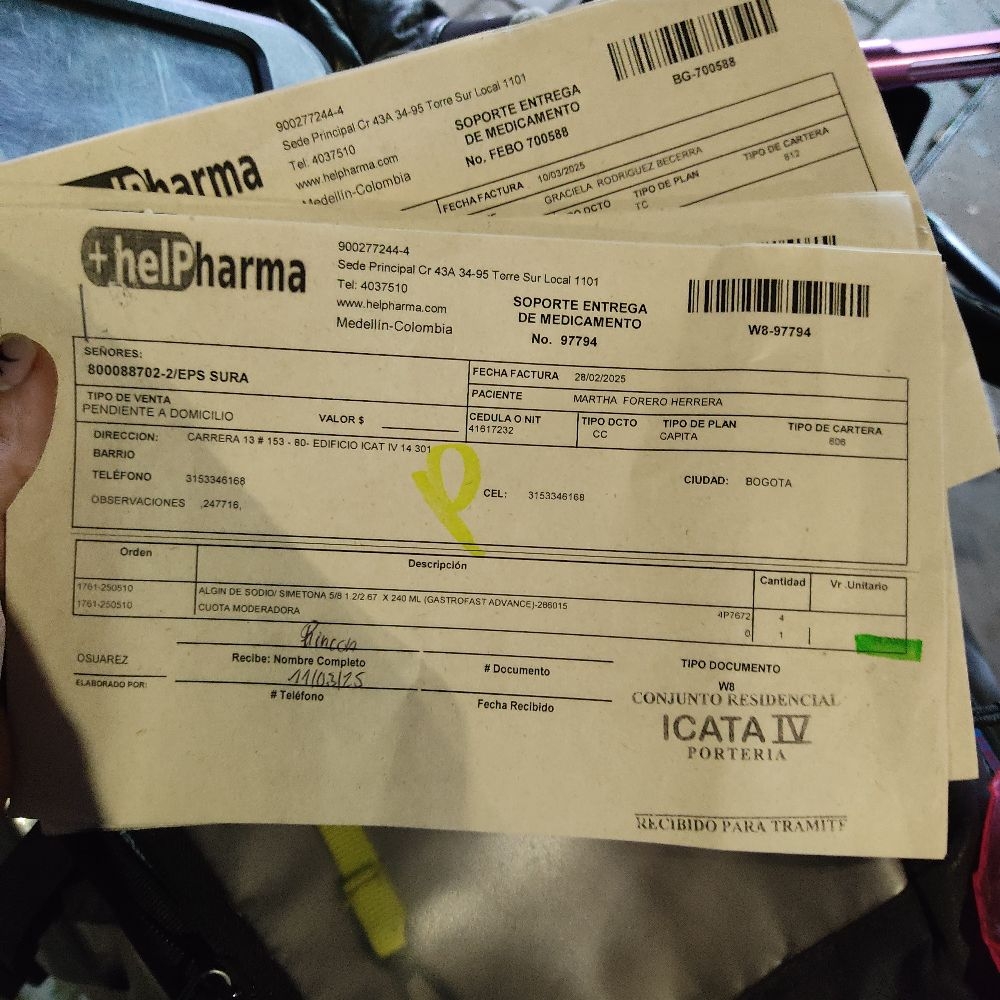 helPharma
900277244-4
Sede Principal Cr 43A 34-95 Torre Sur Local 1101
Tel. 4037510
www.helpharma.com
Medellín-Colombia
SOPORTE ENTREGA
DE MEDICAMENTO
No. FEBO 700588
BG-700588
FECHA FACTURA 10/03/2025
GRACIELA RODRIGUEZ BECERRA
TIPO DE PLAN
TIPO DE CARTERA
TC
812
+helPharma
900277244-4
Sede Principal Cr 43A 34-95 Torre Sur Local 1101
Tel: 4037510
www.helpharma.com
Medellín-Colombia
SOPORTE ENTREGA
DE MEDICAMENTO
No. 97794
W8-97794
SEÑORES:
800088702-2/EPS SURA
FECHA FACTURA 28/02/2025
PACIENTE MARTHA FORERO HERRERA
TIPO DE VENTA
PENDIENTE A DOMICILIO VALOR $
CEDULA O NIT TIPO DCTO TIPO DE PLAN TIPO DE CARTERA
41617232 CC CAPITA 606
DIRECCION: CARRERA 13 # 153 - 80- EDIFICIO ICAT IV 14 301
BARRIO
TELÉFONO 3153346168 CEL: 3153346168 CIUDAD: BOGOTA
OBSERVACIONES ,247716,
Orden Descripción Cantidad Vr .Unitario
1761-250510 ALGIN DE SODIO/ SIMETONA 5/8 1.2/2.67 X 240 ML (GASTROFAST ADVANCE)-286015 4P7672 4
1761-250510 CUOTA MODERADORA 0 1
Rincon
OSUAREZ Recibe: Nombre Completo # Documento TIPO DOCUMENTO
11/03/25 W8
ELABORADO POR: # Teléfono Fecha Recibido
CONJUNTO RESIDENCIAL
ICATA IV
PORTERIA
RECIBIDO PARA TRAMITE